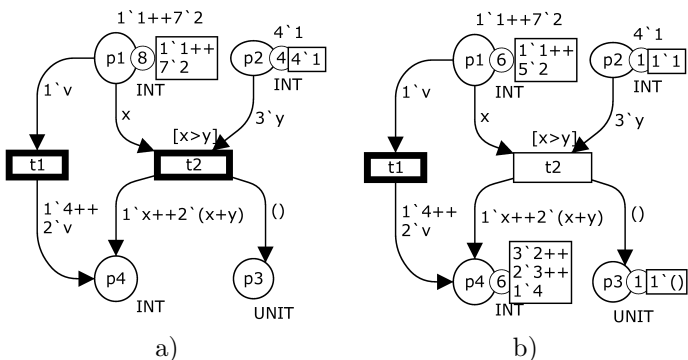 1`1++7`2
p1
8
1`1++
7`2
INT
4`1
p2
4
4`1
INT
1`v
x
3`y
[x>y]
t1
t2
1`4++
2`v
1`x++2`(x+y)
()
p4
INT
p3
UNIT
a)
1`1++7`2
p1
6
1`1++
5`2
INT
4`1
p2
1
1`1
INT
1`v
x
3`y
[x>y]
t1
t2
1`4++
2`v
1`x++2`(x+y)
()
p4
6
3`2++
2`3++
1`4
INT
p3
1
1`()
UNIT
b)